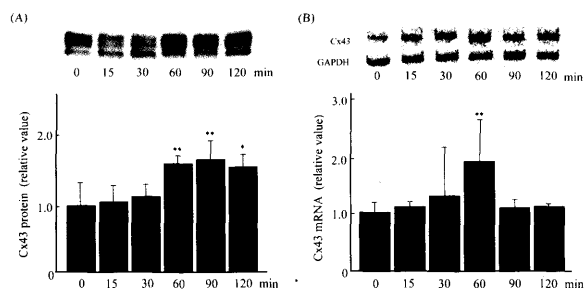 (A)
0 15 30 60 90 120 min
Cx43 protein (relative value)
2.0
1.0
0
** ** *
0 15 30 60 90 120 min
(B)
Cx43
GAPDH
0 15 30 60 90 120 min
Cx43 mRNA (relative value)
3.0
2.0
1.0
0
**
0 15 30 60 90 120 min